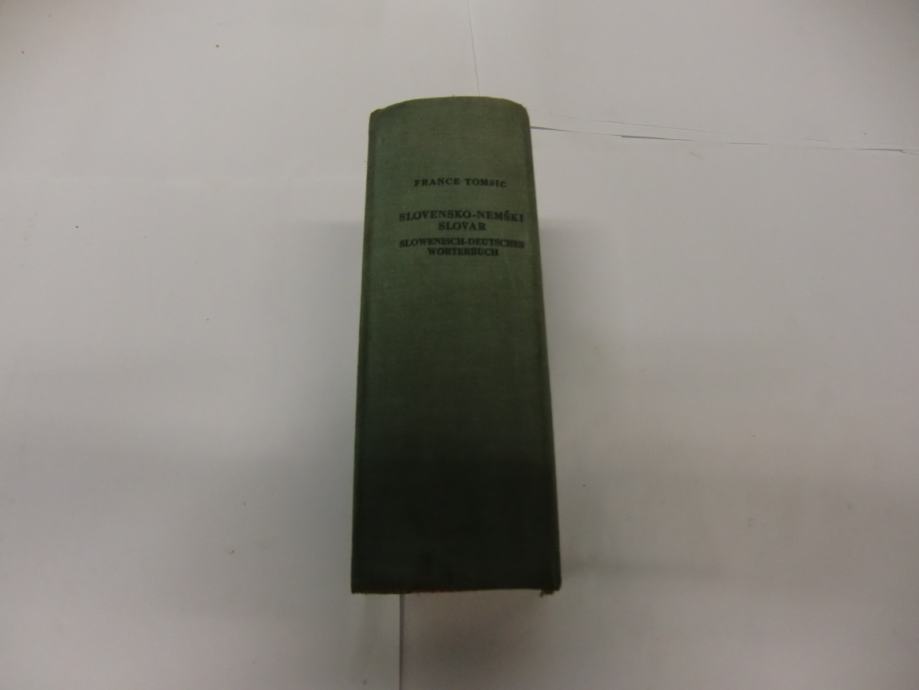 FRANCE TOMŠIČ
SLOVENSKO-NEMŠKI
SLOVAR
SLOWENISCH-DEUTSCHES
WÖRTERBUCH